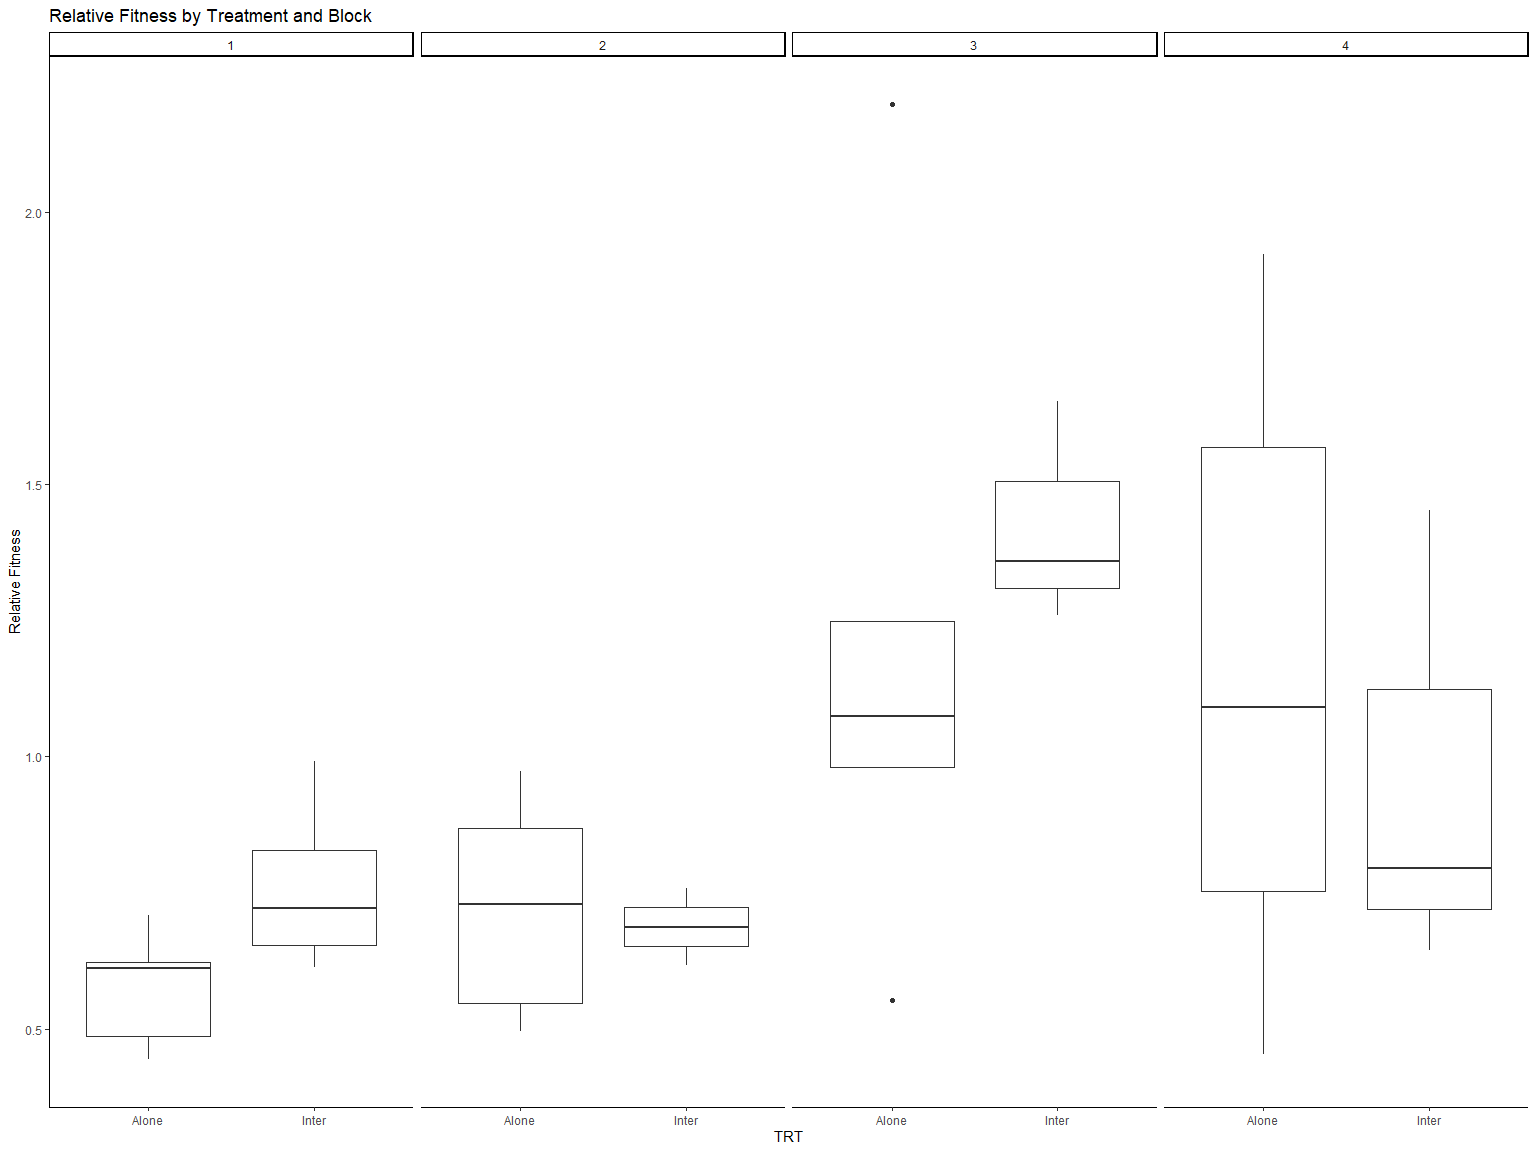 Relative Fitness by Treatment and Block
1 2 3 4
Relative Fitness
2.0
1.5
1.0
0.5
Alone Inter Alone Inter Alone Inter Alone Inter
TRT